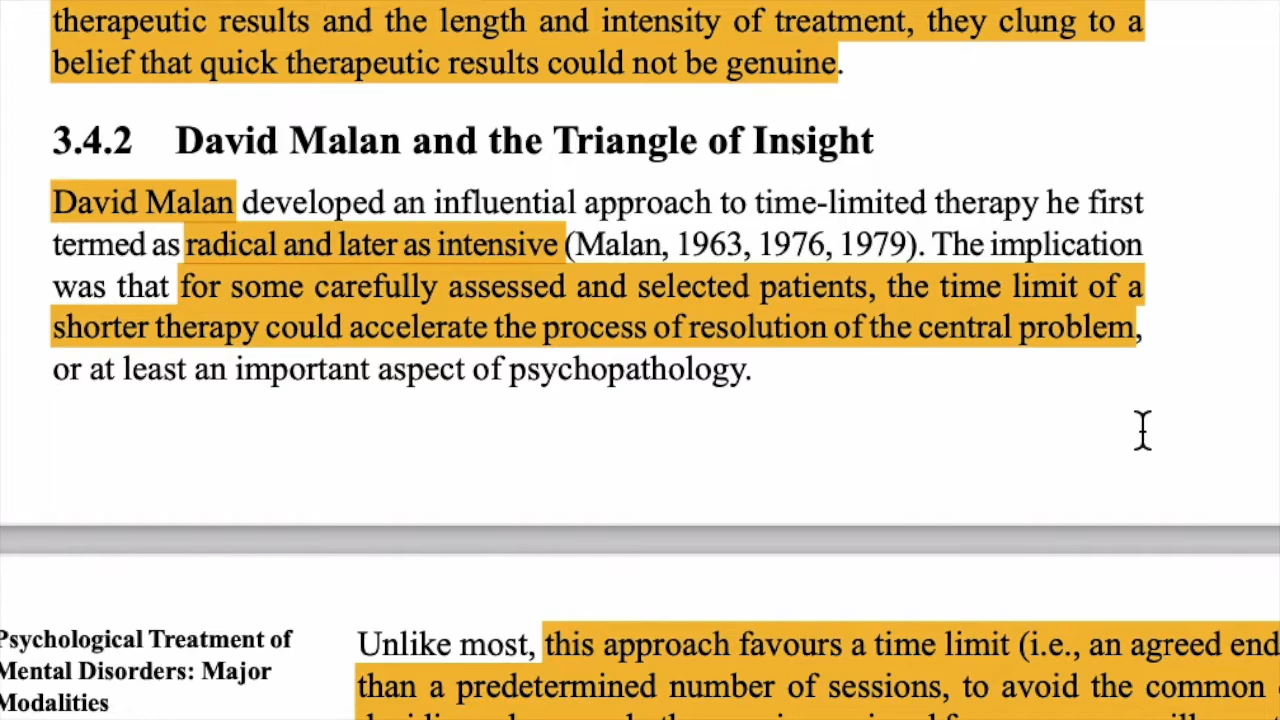 therapeutic results and the length and intensity of treatment, they clung to a
belief that quick therapeutic results could not be genuine.
3.4.2 David Malan and the Triangle of Insight
David Malan developed an influential approach to time-limited therapy he first
termed as radical and later as intensive (Malan, 1963, 1976, 1979). The implication
was that for some carefully assessed and selected patients, the time limit of a
shorter therapy could accelerate the process of resolution of the central problem,
or at least an important aspect of psychopathology.
Psychological Treatment of
Mental Disorders: Major
Modalities
Unlike most, this approach favours a time limit (i.e., an agreed end
than a predetermined number of sessions, to avoid the common